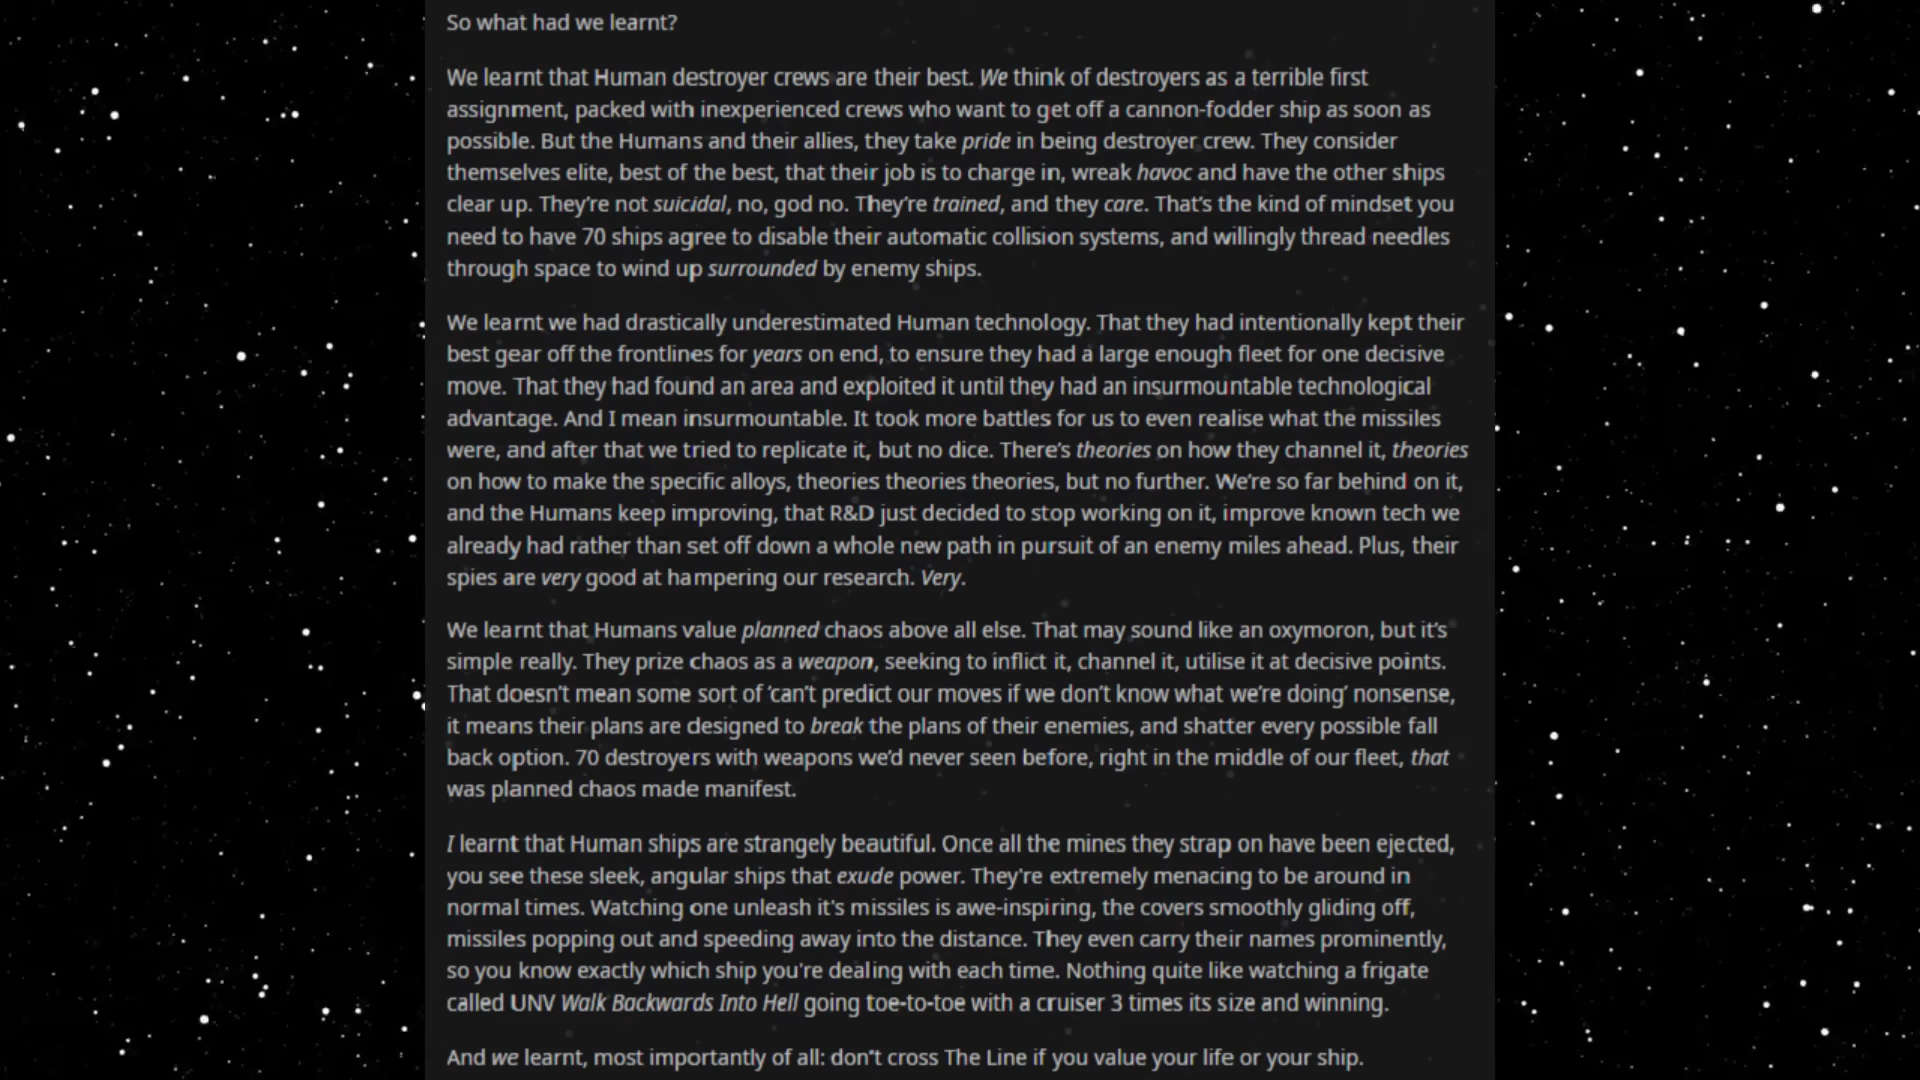 So what had we learnt?
We learnt that Human destroyer crews are their best. We think of destroyers as a terrible first
assignment, packed with inexperienced crews who want to get off a cannon-fodder ship as soon as
possible. But the Humans and their allies, they take pride in being destroyer crew. They consider
themselves elite, best of the best, that their job is to charge in, wreak havoc and have the other ships
clear up. They're not suicidal, no, god no. They're trained, and they care. That's the kind of mindset you
need to have 70 ships agree to disable their automatic collision systems, and willingly thread needles
through space to wind up surrounded by enemy ships.
We learnt we had drastically underestimated Human technology. That they had intentionally kept their
best gear off the frontlines for years on end, to ensure they had a large enough fleet for one decisive
move. That they had found an area and exploited it until they had an insurmountable technological
advantage. And I mean insurmountable. It took more battles for us to even realise what the missiles
were, and after that we tried to replicate it, but no dice. There's theories on how they channel it, theories
on how to make the specific alloys, theories theories theories, but no further. We're so far behind on it,
and the Humans keep improving, that R&D just decided to stop working on it, improve known tech we
already had rather than set off down a whole new path in pursuit of an enemy miles ahead. Plus, their
spies are very good at hampering our research. Very.
We learnt that Humans value planned chaos above all else. That may sound like an oxymoron, but it's
simple really. They prize chaos as a weapon, seeking to inflict it, channel it, utilise it at decisive points.
That doesn't mean some sort of 'can't predict our moves if we don't know what we're doing' nonsense,
it means their plans are designed to break the plans of their enemies, and shatter every possible fall
back option. 70 destroyers with weapons we'd never seen before, right in the middle of our fleet, that
was planned chaos made manifest.
I learnt that Human ships are strangely beautiful. Once all the mines they strap on have been ejected,
you see these sleek, angular ships that exude power. They're extremely menacing to be around in
normal times. Watching one unleash it's missiles is awe-inspiring, the covers smoothly gliding off,
missiles popping out and speeding away into the distance. They even carry their names prominently,
so you know exactly which ship you're dealing with each time. Nothing quite like watching a frigate
called UNV Walk Backwards Into Hell going toe-to-toe with a cruiser 3 times its size and winning.
And we learnt, most importantly of all: don't cross The Line if you value your life or your ship.